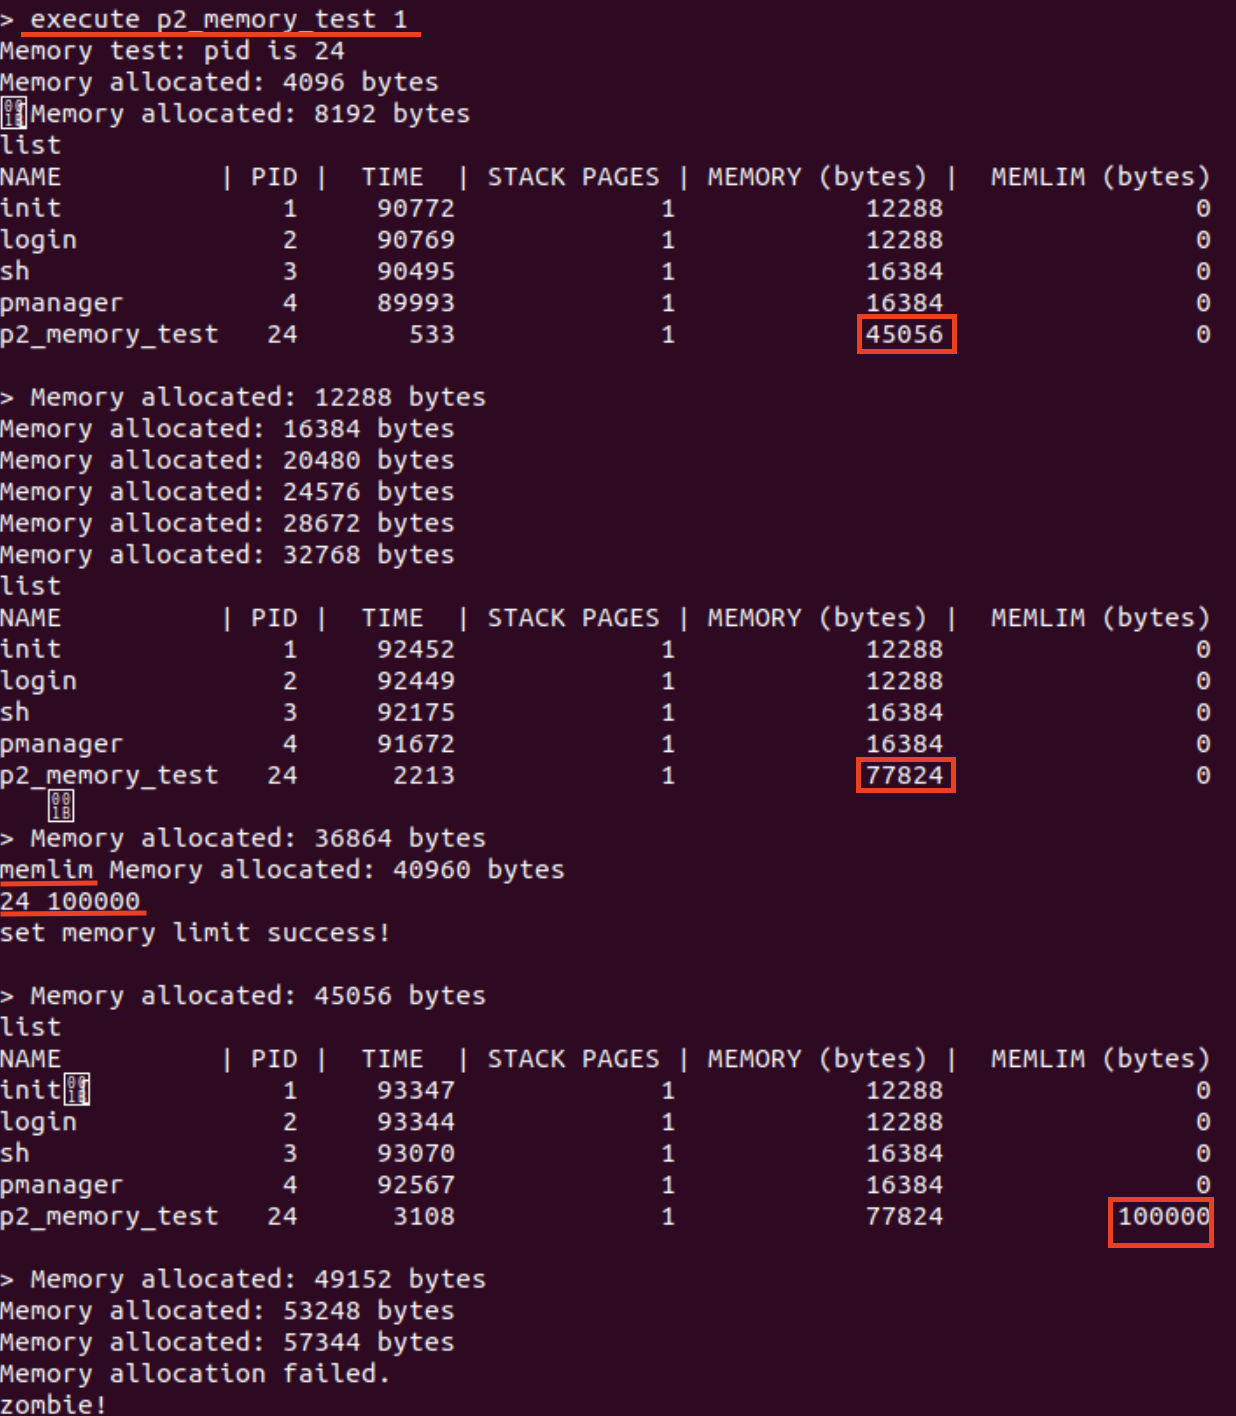 > execute p2_memory_test 1
Memory test: pid is 24
Memory allocated: 4096 bytes
Memory allocated: 8192 bytes
list
NAME | PID | TIME | STACK PAGES | MEMORY (bytes) | MEMLIM (bytes)
init 1 90772 1 12288 0
login 2 90769 1 12288 0
sh 3 90495 1 16384 0
pmanager 4 89993 1 16384 0
p2_memory_test 24 533 1 45056 0
> Memory allocated: 12288 bytes
Memory allocated: 16384 bytes
Memory allocated: 20480 bytes
Memory allocated: 24576 bytes
Memory allocated: 28672 bytes
Memory allocated: 32768 bytes
list
NAME | PID | TIME | STACK PAGES | MEMORY (bytes) | MEMLIM (bytes)
init 1 92452 1 12288 0
login 2 92449 1 12288 0
sh 3 92175 1 16384 0
pmanager 4 91672 1 16384 0
p2_memory_test 24 2213 1 77824 0
001B
> Memory allocated: 36864 bytes
memlim Memory allocated: 40960 bytes
24 100000
set memory limit success!
> Memory allocated: 45056 bytes
list
NAME | PID | TIME | STACK PAGES | MEMORY (bytes) | MEMLIM (bytes)
init 1 93347 1 12288 0
login 2 93344 1 12288 0
sh 3 93070 1 16384 0
pmanager 4 92567 1 16384 0
p2_memory_test 24 3108 1 77824 100000
> Memory allocated: 49152 bytes
Memory allocated: 53248 bytes
Memory allocated: 57344 bytes
Memory allocation failed.
zombie!